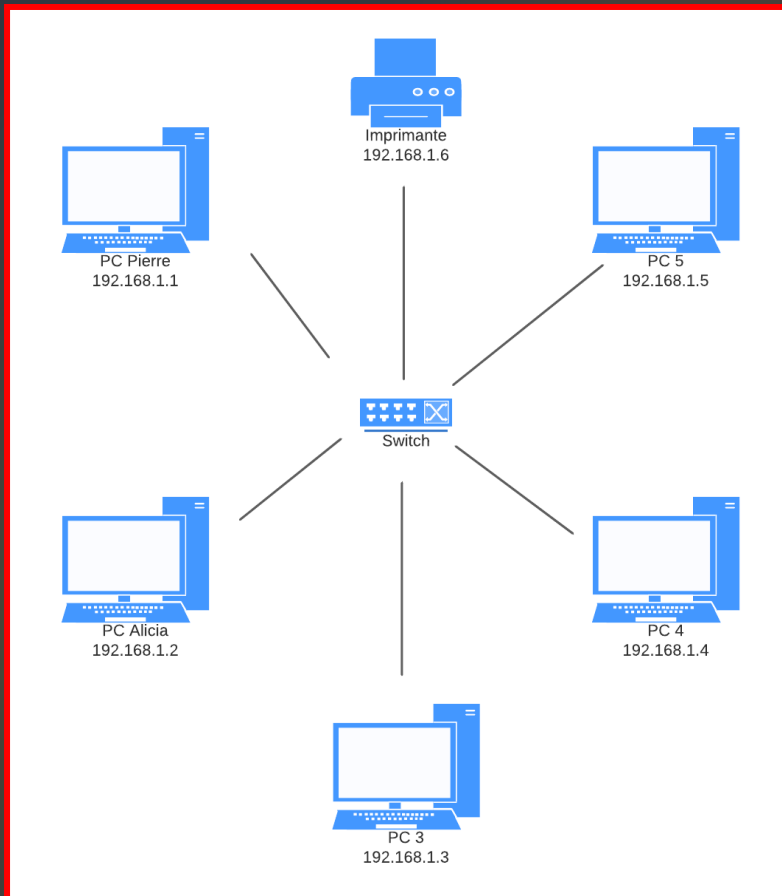 Imprimante
192.168.1.6
PC Pierre
192.168.1.1
PC 5
192.168.1.5
Switch
PC Alicia
192.168.1.2
PC 4
192.168.1.4
PC 3
192.168.1.3